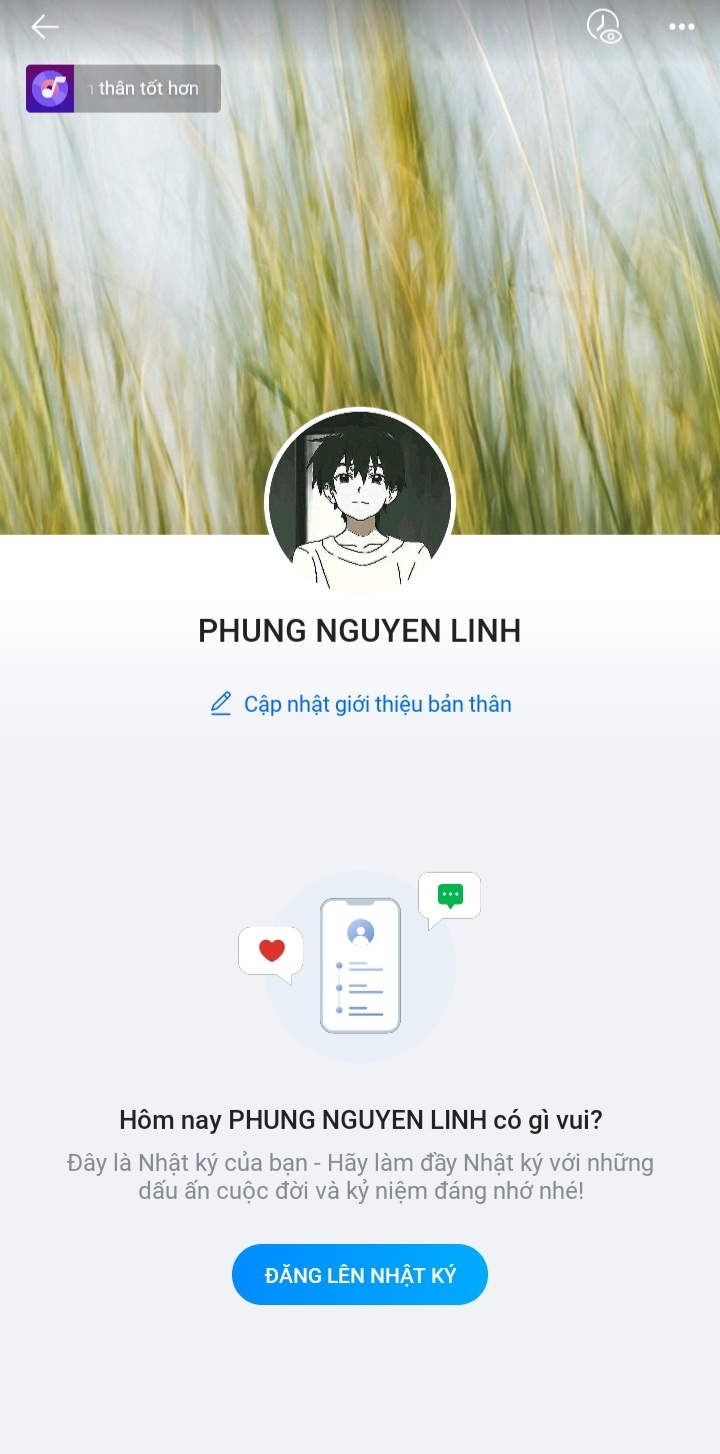 thân tốt hơn
PHUNG NGUYEN LINH
Cập nhật giới thiệu bản thân
Hôm nay PHUNG NGUYEN LINH có gì vui?
Đây là Nhật ký của bạn - Hãy làm đầy Nhật ký với những
dấu ấn cuộc đời và kỷ niệm đáng nhớ nhé!
ĐĂNG LÊN NHẬT KÝ